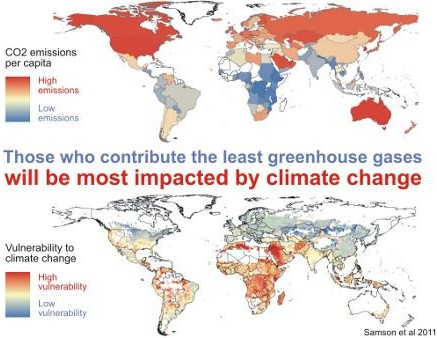 CO2 emissions
per capita
High
emissions
Low
emissions
Those who contribute the least greenhouse gases
will be most impacted by climate change
Vulnerability to
climate change
High
vulnerability
Low
vulnerability
Samson et al 2011